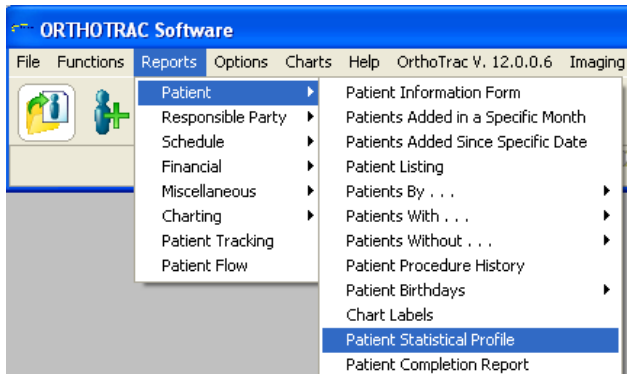 ORTHOTRAC Software
File Functions Reports Options Charts Help OrthoTrac V. 12.0.0.6 Imaging
Patient
Responsible Party
Schedule
Financial
Miscellaneous
Charting
Patient Tracking
Patient Flow
Patient Information Form
Patients Added in a Specific Month
Patients Added Since Specific Date
Patient Listing
Patients By . . .
Patients With . . .
Patients Without . . .
Patient Procedure History
Patient Birthdays
Chart Labels
Patient Statistical Profile
Patient Completion Report